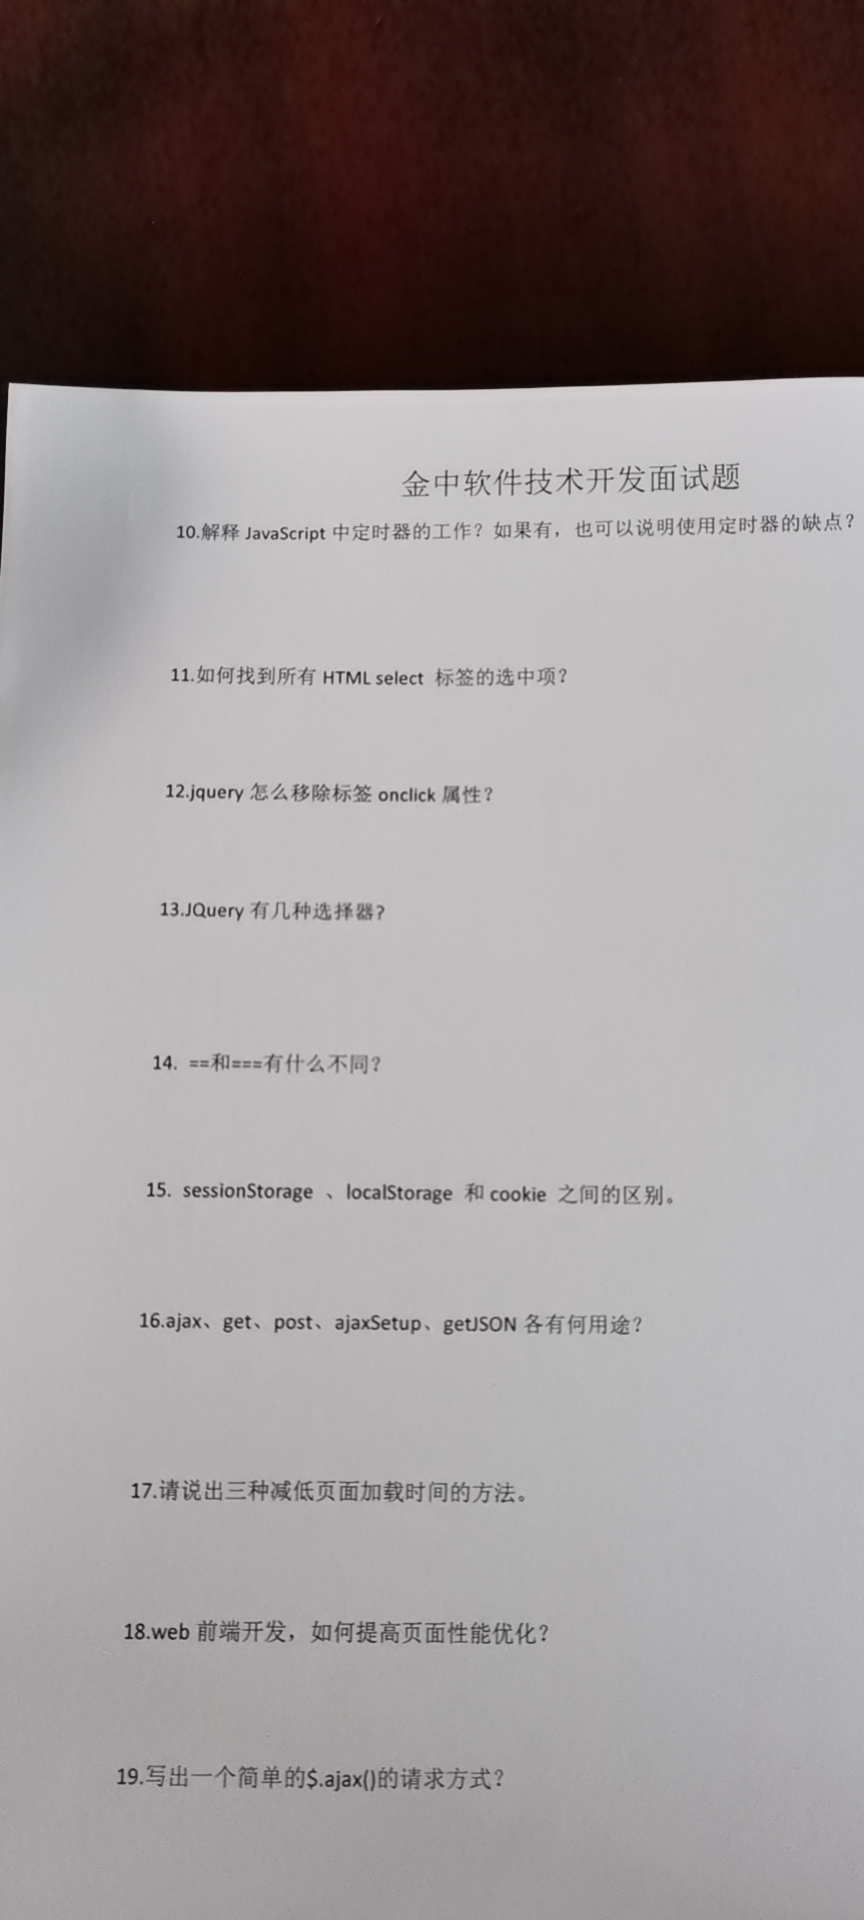 金中软件技术开发面试题
10.解释 JavaScript 中定时器的工作？如果有，也可以说明使用定时器的缺点？
11.如何找到所有 HTML select 标签的选中项？
12.jquery 怎么移除标签 onclick 属性？
13.JQuery 有几种选择器？
14. ==和===有什么不同？
15. sessionStorage 、localStorage 和 cookie 之间的区别。
16.ajax、get、post、ajaxSetup、getJSON 各有何用途？
17.请说出三种减低页面加载时间的方法。
18.web 前端开发，如何提高页面性能优化？
19.写出一个简单的$.ajax()的请求方式？